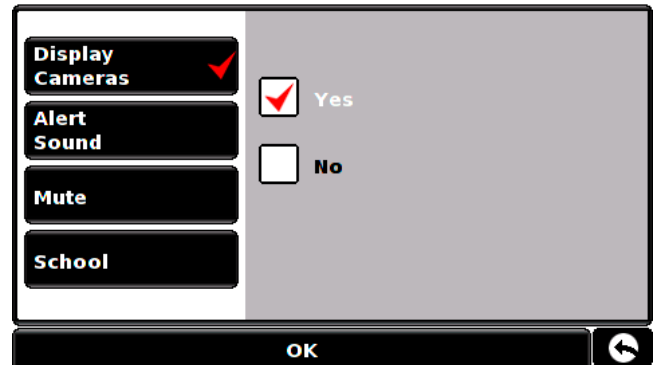 Display
Cameras
Alert
Sound
Mute
School
Yes
No
OK